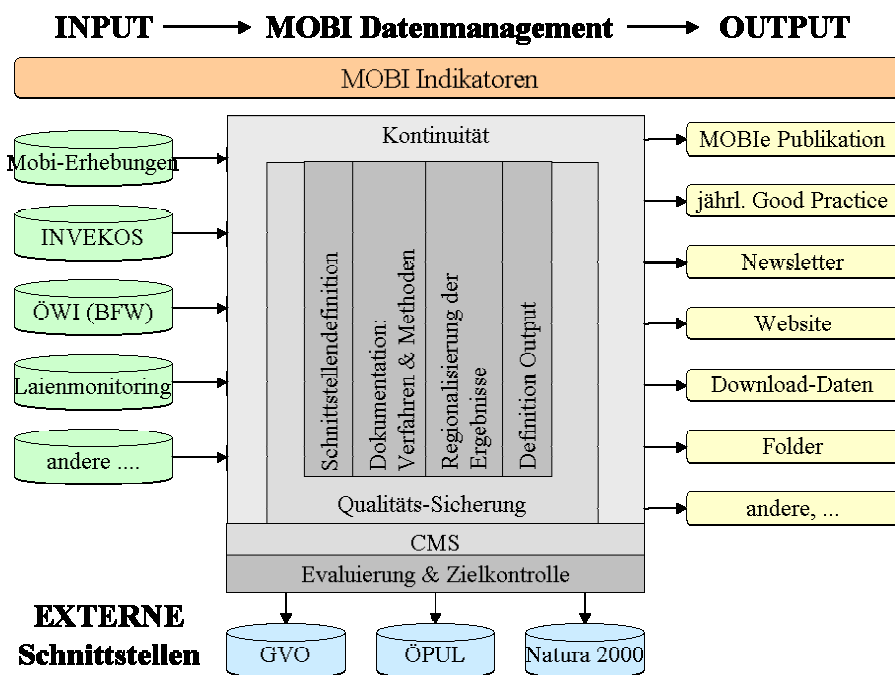 INPUT MOBI Datenmanagement OUTPUT
MOBI Indikatoren
Mobi-Erhebungen
INVEKOS
ÖWI (BFW)
Laienmonitoring
andere ....
Kontinuität
Schnittstellendefinition
Dokumentation:
Verfahren & Methoden
Regionalisierung der
Ergebnisse
Definition Output
Qualitäts-Sicherung
CMS
Evaluierung & Zielkontrolle
MOBIe Publikation
jährl. Good Practice
Newsletter
Website
Download-Daten
Folder
andere, ...
EXTERNE
Schnittstellen
GVO
ÖPUL
Natura 2000